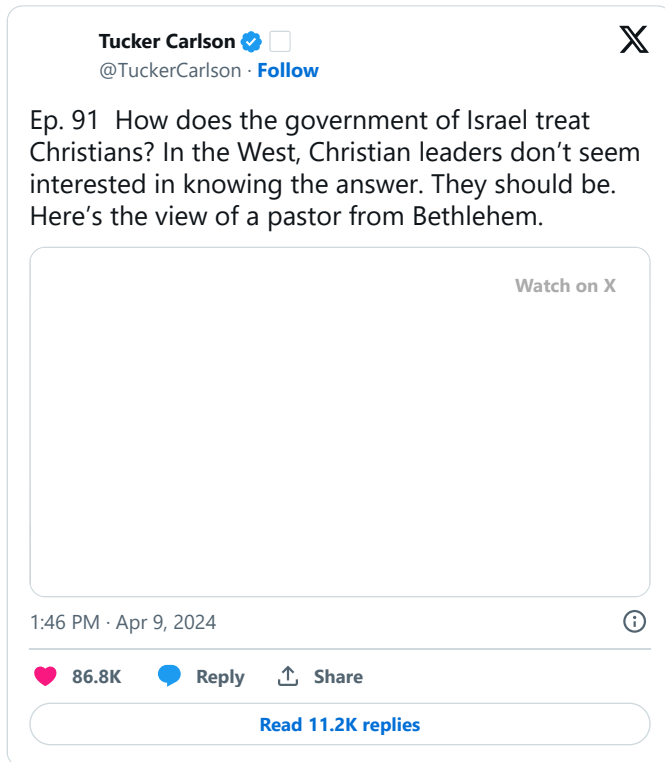 Tucker Carlson
@TuckerCarlson · Follow
Ep. 91  How does the government of Israel treat
Christians? In the West, Christian leaders don’t seem
interested in knowing the answer. They should be.
Here’s the view of a pastor from Bethlehem.
Watch on X
1:46 PM · Apr 9, 2024
86.8K Reply Share
Read 11.2K replies